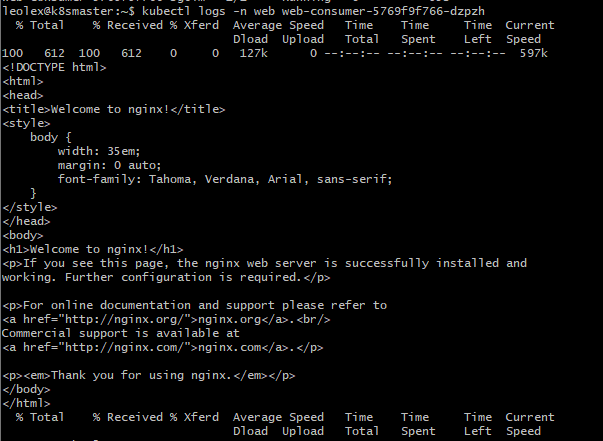 leolex@k8smaster:~$ kubectl logs -n web web-consumer-5769f9f766-dzpzh
  % Total    % Received % Xferd  Average Speed   Time    Time     Time  Current
                                 Dload  Upload   Total   Spent    Left  Speed
100   612  100   612    0     0   127k      0 --:--:-- --:--:-- --:--:--  597k
<!DOCTYPE html>
<html>
<head>
<title>Welcome to nginx!</title>
<style>
    body {
        width: 35em;
        margin: 0 auto;
        font-family: Tahoma, Verdana, Arial, sans-serif;
    }
</style>
</head>
<body>
<h1>Welcome to nginx!</h1>
<p>If you see this page, the nginx web server is successfully installed and
working. Further configuration is required.</p>

<p>For online documentation and support please refer to
<a href="http://nginx.org/">nginx.org</a>.<br/>
Commercial support is available at
<a href="http://nginx.com/">nginx.com</a>.</p>

<p><em>Thank you for using nginx.</em></p>
</body>
</html>
  % Total    % Received % Xferd  Average Speed   Time    Time     Time  Current
                                 Dload  Upload   Total   Spent    Left  Speed